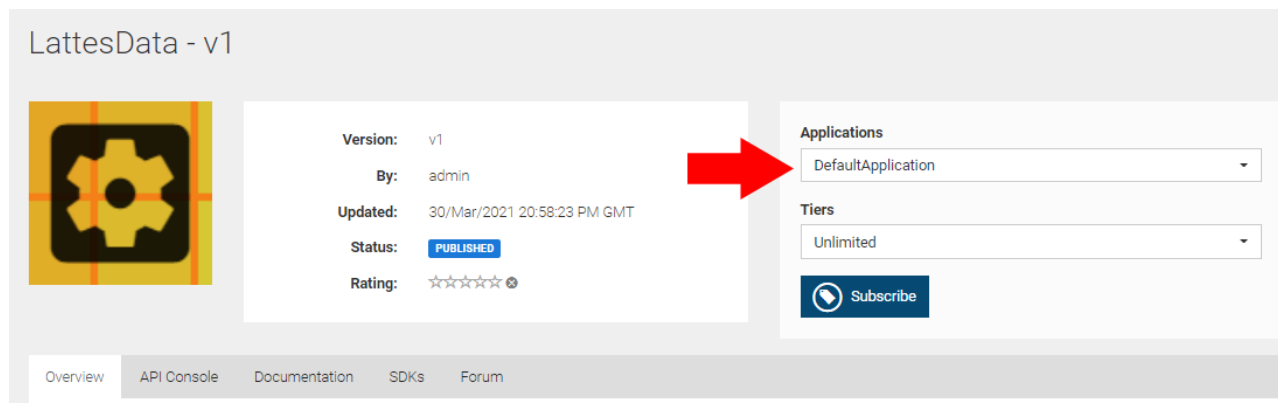 LattesData - v1
Version: v1
By: admin
Updated: 30/Mar/2021 20:58:23 PM GMT
Status: PUBLISHED
Rating:
Applications
DefaultApplication
Tiers
Unlimited
Subscribe
Overview API Console Documentation SDKs Forum